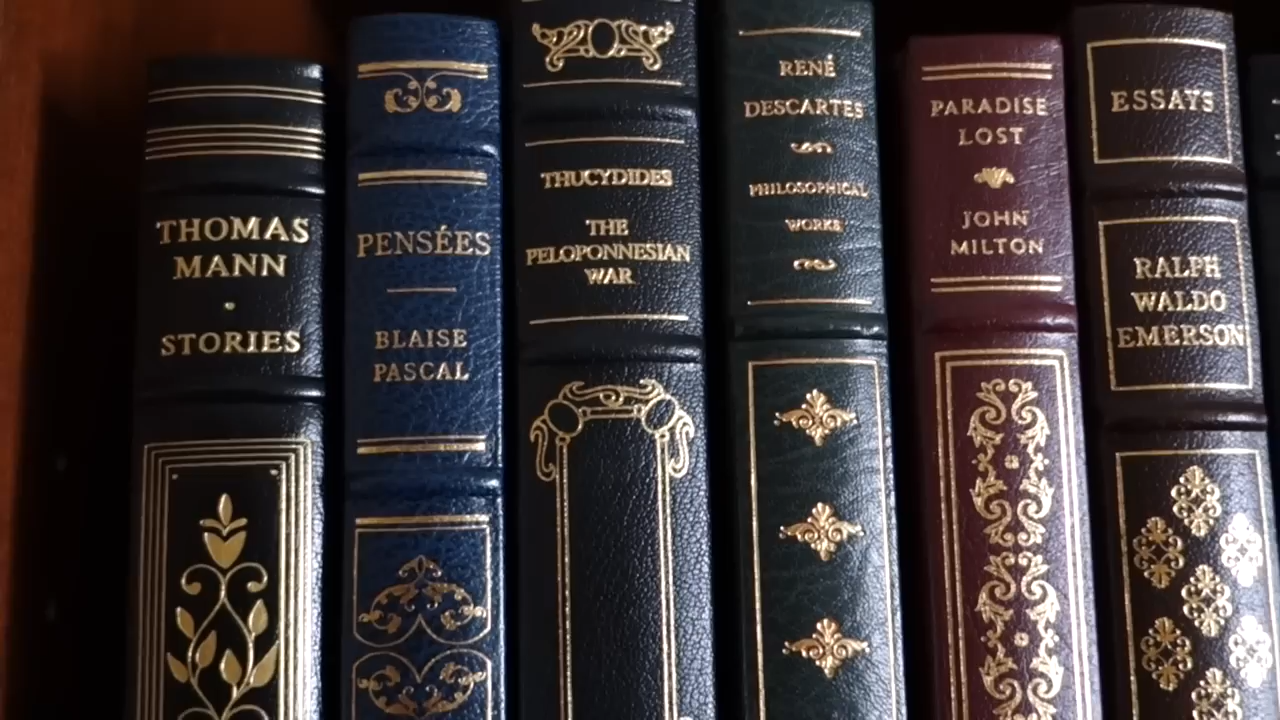 THOMAS
MANN
STORIES
PENSÉES
BLAISE
PASCAL
THUCYDIDES
THE
PELOPONNESIAN
WAR
RENÉ
DESCARTES
PHILOSOPHICAL
WORKS
PARADISE
LOST
JOHN
MILTON
ESSAYS
RALPH
WALDO
EMERSON